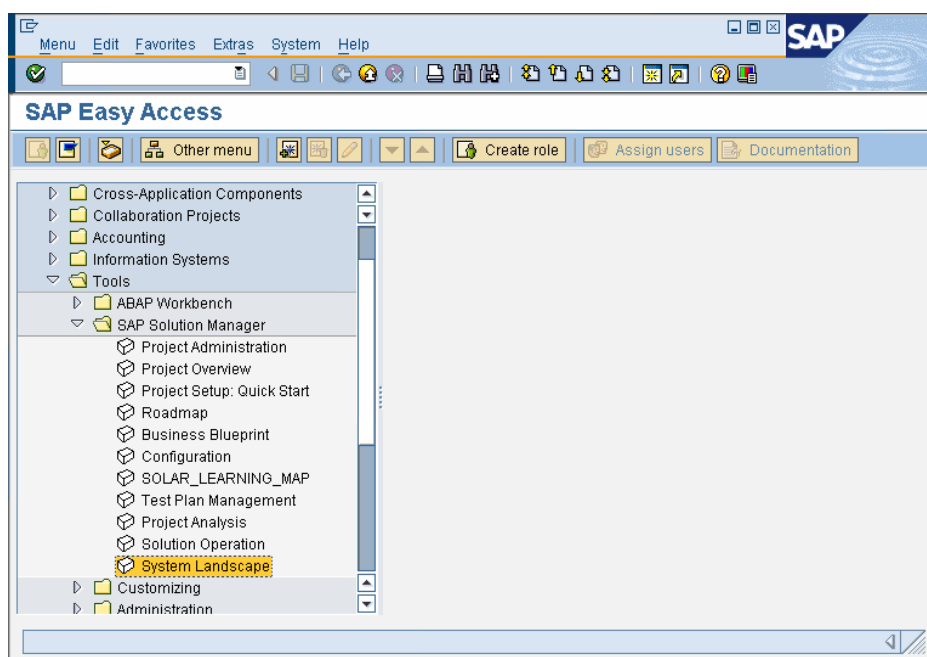 Menu Edit Favorites Extras System Help
SAP
SAP Easy Access
Other menu Create role Assign users Documentation
Cross-Application Components
Collaboration Projects
Accounting
Information Systems
Tools
ABAP Workbench
SAP Solution Manager
Project Administration
Project Overview
Project Setup: Quick Start
Roadmap
Business Blueprint
Configuration
SOLAR_LEARNING_MAP
Test Plan Management
Project Analysis
Solution Operation
System Landscape
Customizing
Administration